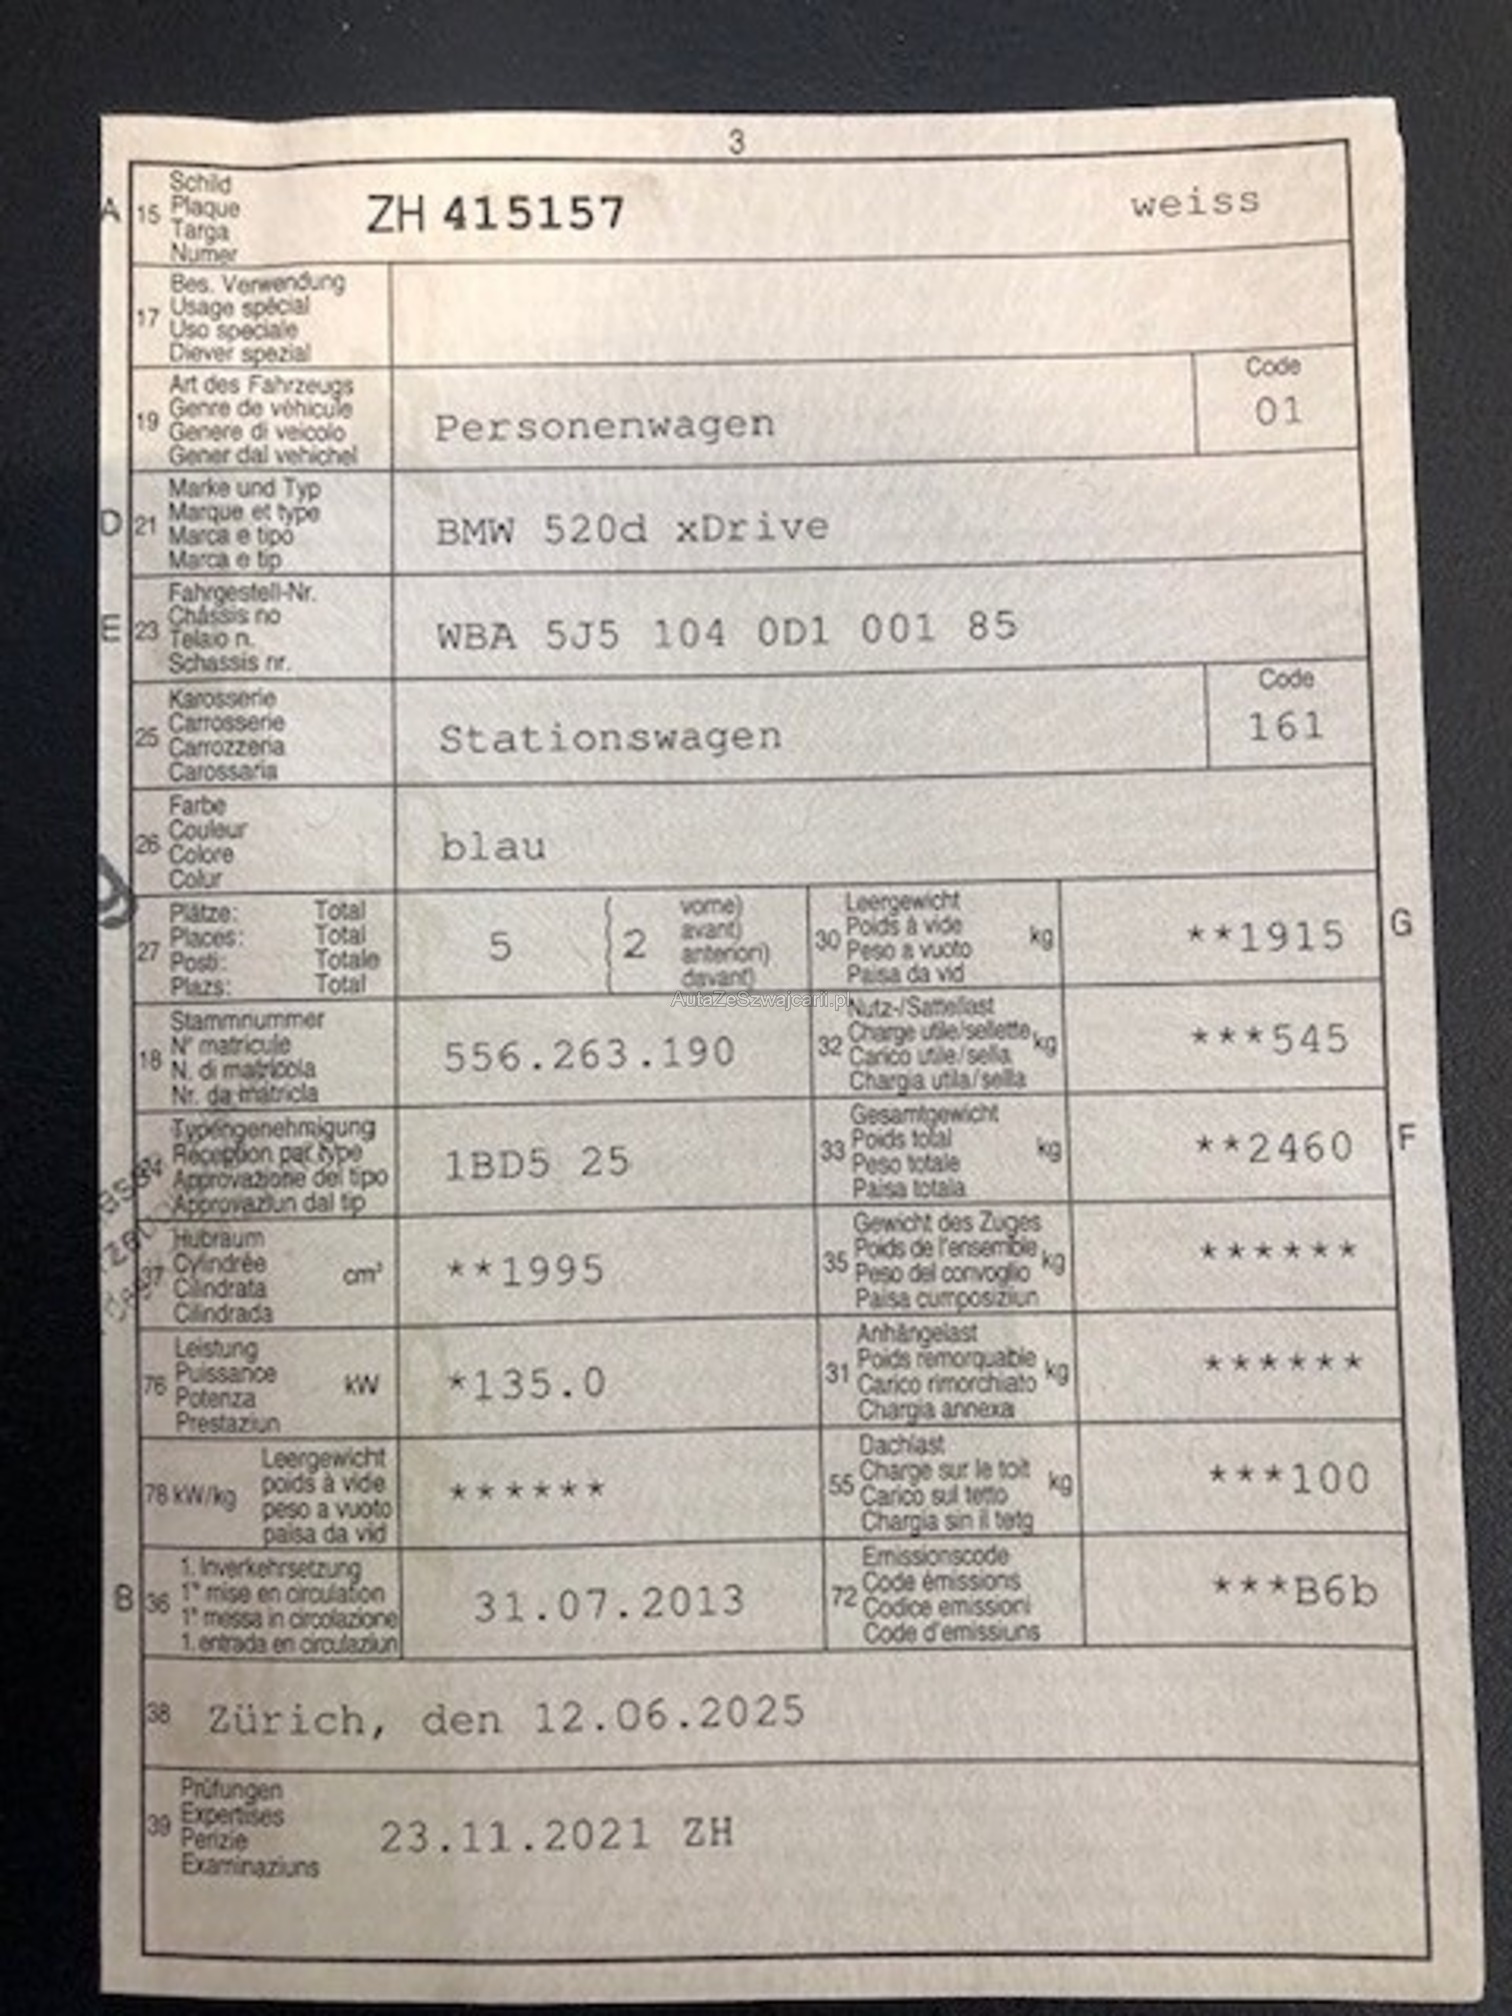 3
A 15 Schild
Plaque
Targa
Numer
ZH 415157 weiss
17 Bes. Verwendung
Usage spécial
Uso speciale
Diever spezial
19 Art des Fahrzeugs
Genre de véhicule
Genere di veicolo
Gener dal vehichel
Personenwagen
Code
01
D 21 Marke und Typ
Marque et type
Marca e tipo
Marca e tip
BMW 520d xDrive
E 23 Fahrgestell-Nr.
Châssis no
Telaio n.
Schassis nr.
WBA 5J5 104 0D1 001 85
25 Karosserie
Carrosserie
Carrozzeria
Carossaria
Stationswagen
Code
161
26 Farbe
Couleur
Colore
Colur
blau
27 Plätze: Total
Places: Total
Posti: Totale
Plazs: Total
5 ( 2 vorne)
avant)
anteriori)
davant)
30 Leergewicht
Poids à vide
Peso a vuoto
Paisa da vid
kg
**1915 G
AutaZeSzwajcarii.pl
18 Stammnummer
N° matricule
N. di matricola
Nr. da matricla
556.263.190
32 Nutz-/Sattellast
Charge utile/sellette
Carico utile/sella
Chargia utila/sella
kg
***545
24 Typengenehmigung
Réception par type
Approvazione del tipo
Approvaziun dal tip
1BD5 25
33 Gesamtgewicht
Poids total
Peso totale
Paisa totala
kg
**2460 F
37 Hubraum
Cylindrée
Cilindrata
Cilindrada
cm³
**1995
35 Gewicht des Zuges
Poids de l'ensemble
Peso del convoglio
Paisa cumposiziun
kg
******
76 Leistung
Puissance
Potenza
Prestaziun
kW
*135.0
31 Anhängelast
Poids remorquable
Carico rimorchiato
Chargia annexa
kg
******
78 kW/kg Leergewicht
poids à vide
peso a vuoto
paisa da vid
******
55 Dachlast
Charge sur le toit
Carico sul tetto
Chargia sin il tetg
kg
***100
B 36 1. Inverkehrsetzung
1re mise en circulation
1a messa in circolazione
1. entrada en circulaziun
31.07.2013
72 Emissionscode
Code émissions
Codice emissioni
Code d'emissiuns
***B6b
38 Zürich, den 12.06.2025
39 Prüfungen
Expertises
Perizie
Examinaziuns
23.11.2021 ZH